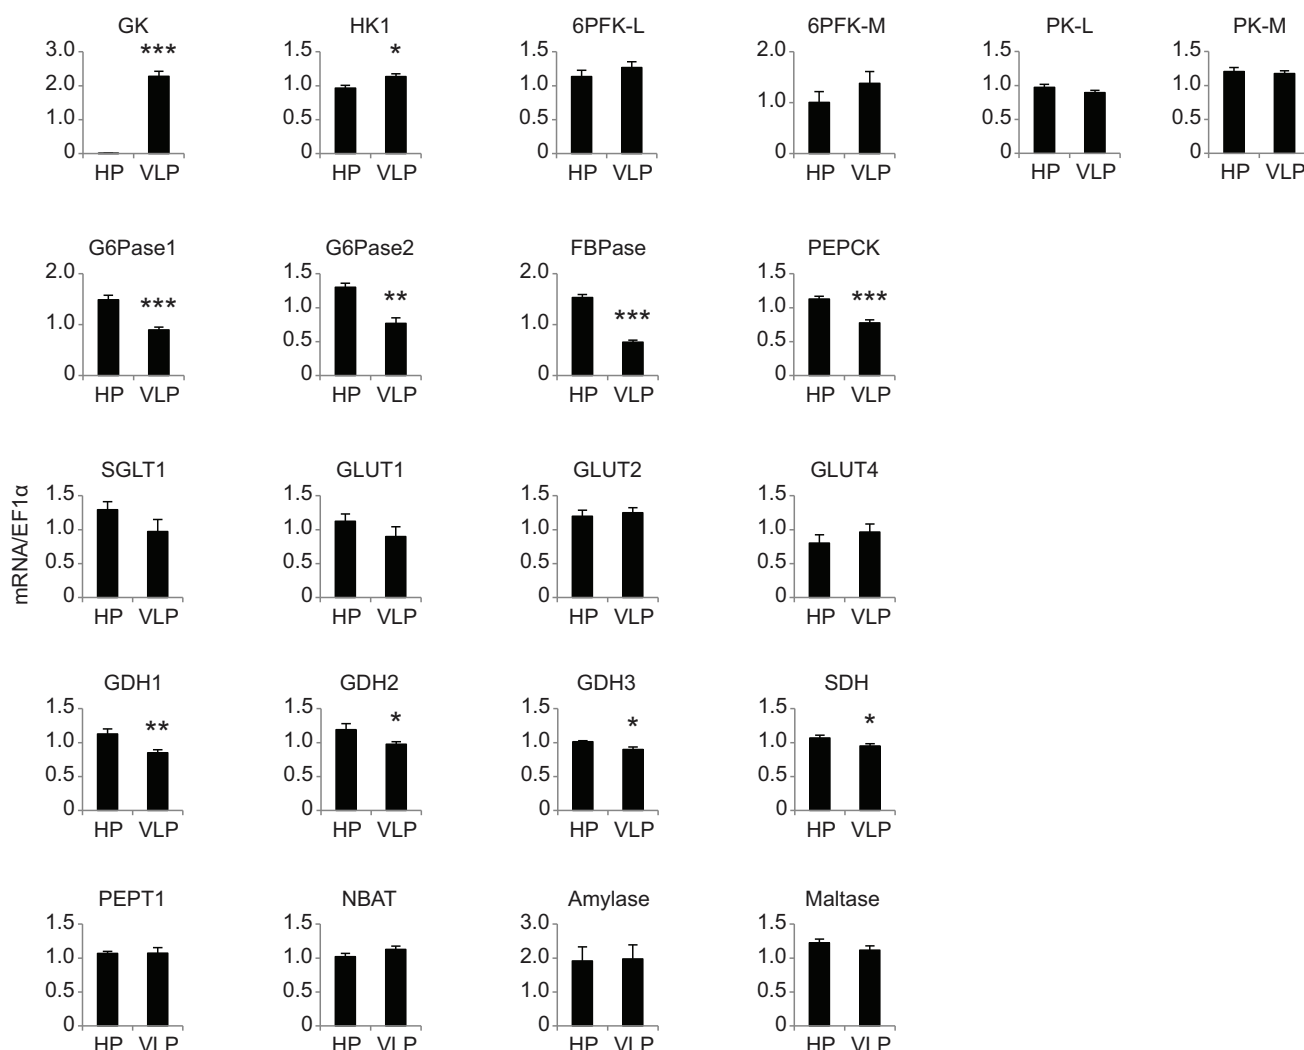 GK HK1 6PFK-L 6PFK-M PK-L PK-M
3.0 *** 1.5 * 1.5 2.0 1.5 1.5
2.0 1.0 1.0 1.0 1.0 1.0
1.0 0.5 0.5 0.5 0.5
0 0 0 0 0 0
HP VLP HP VLP HP VLP HP VLP HP VLP HP VLP
G6Pase1 G6Pase2 FBPase PEPCK
2.0 1.5 2.0 1.5
*** ** *** ***
1.0 1.0 1.0 1.0
0.5 0.5
0 0 0 0
HP VLP HP VLP HP VLP HP VLP
mRNA/EF1α
SGLT1 GLUT1 GLUT2 GLUT4
1.5 1.5 1.5 1.5
1.0 1.0 1.0 1.0
0.5 0.5 0.5 0.5
0 0 0 0
HP VLP HP VLP HP VLP HP VLP
GDH1 GDH2 GDH3 SDH
1.5 ** 1.5 * 1.5 * 1.5 *
1.0 1.0 1.0 1.0
0.5 0.5 0.5 0.5
0 0 0 0
HP VLP HP VLP HP VLP HP VLP
PEPT1 NBAT Amylase Maltase
1.5 1.5 3.0 1.5
1.0 1.0 2.0 1.0
0.5 0.5 1.0 0.5
0 0 0 0
HP VLP HP VLP HP VLP HP VLP